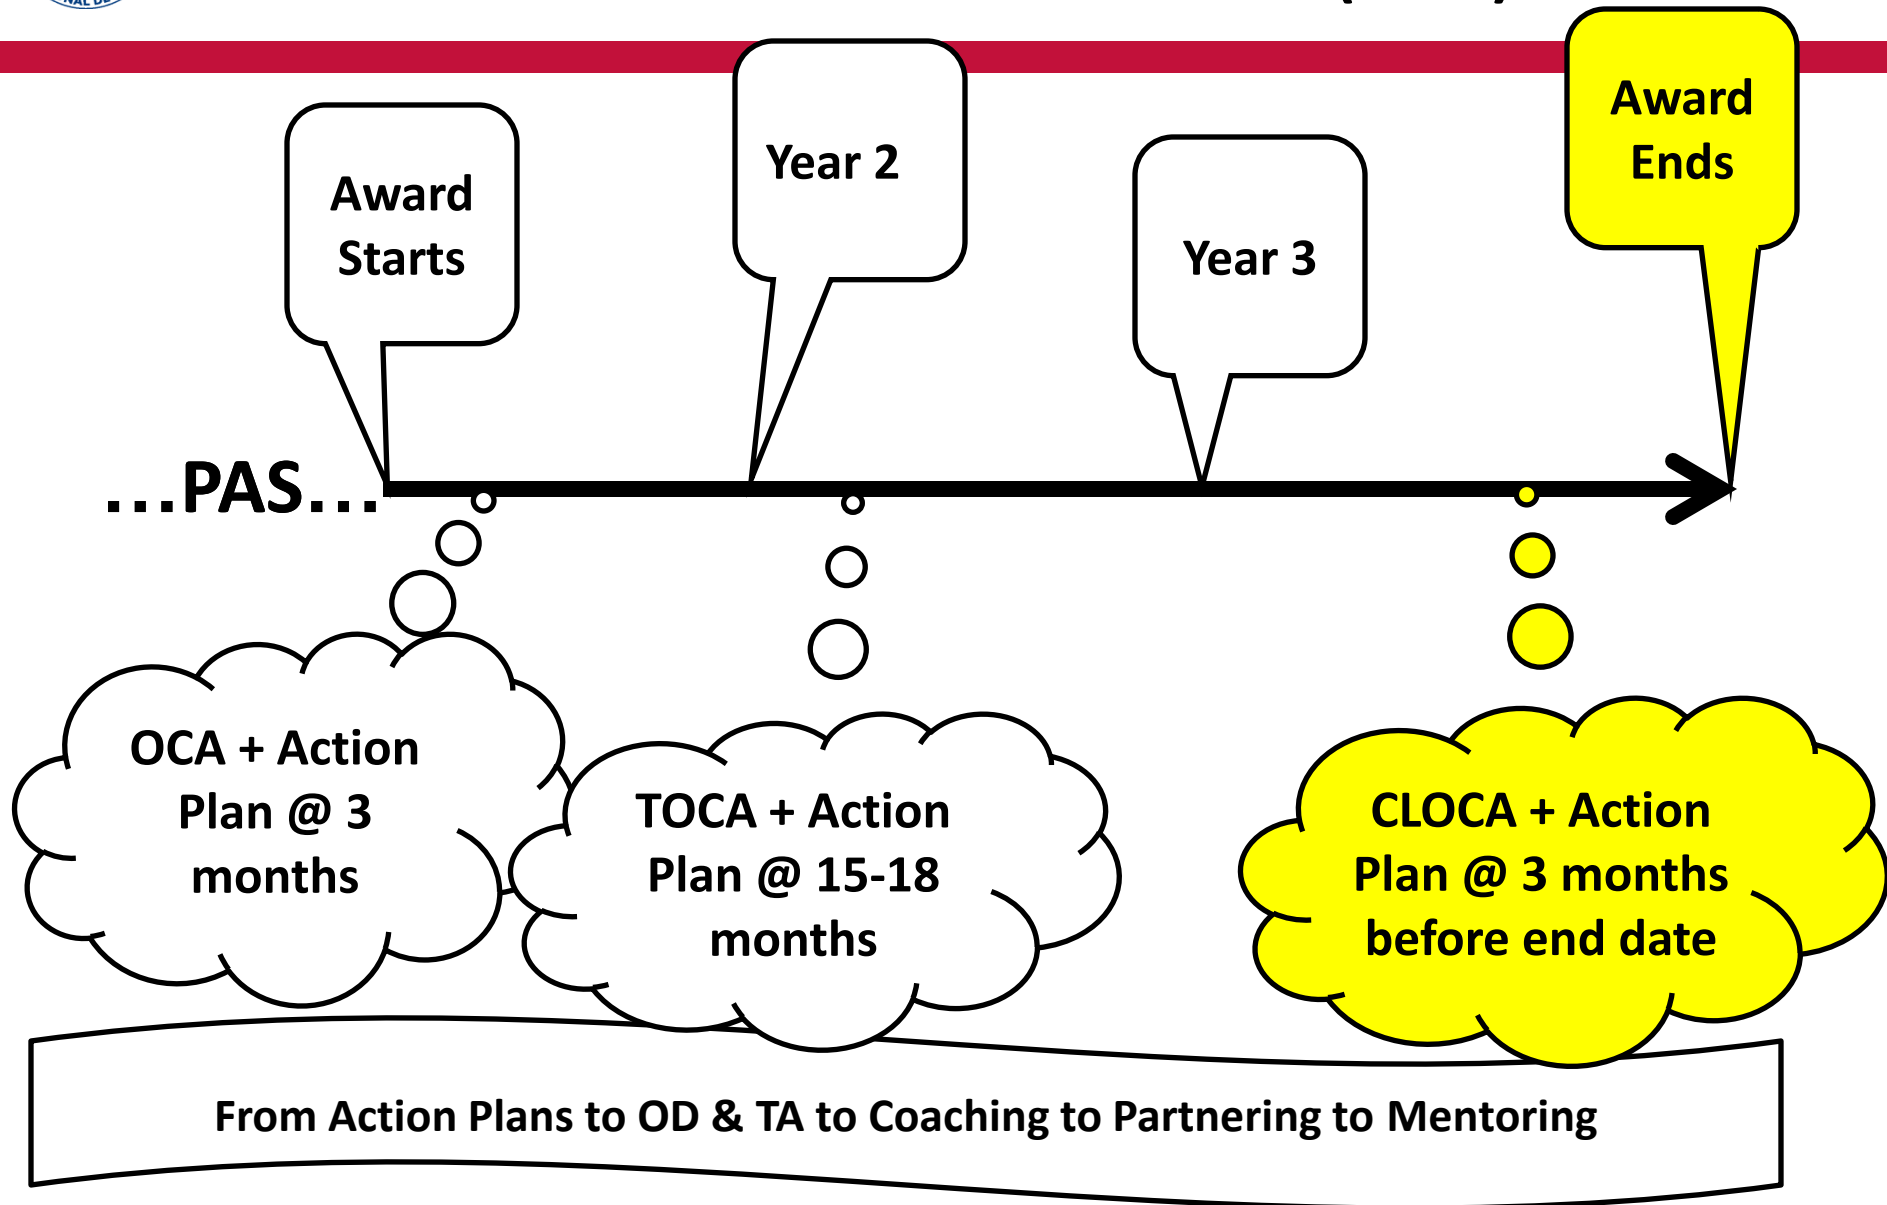 NAL DE
Award
Starts
Year 2
Year 3
Award
Ends
...PAS...
OCA + Action
Plan @ 3
months
TOCA + Action
Plan @ 15-18
months
CLOCA + Action
Plan @ 3 months
before end date
From Action Plans to OD & TA to Coaching to Partnering to Mentoring